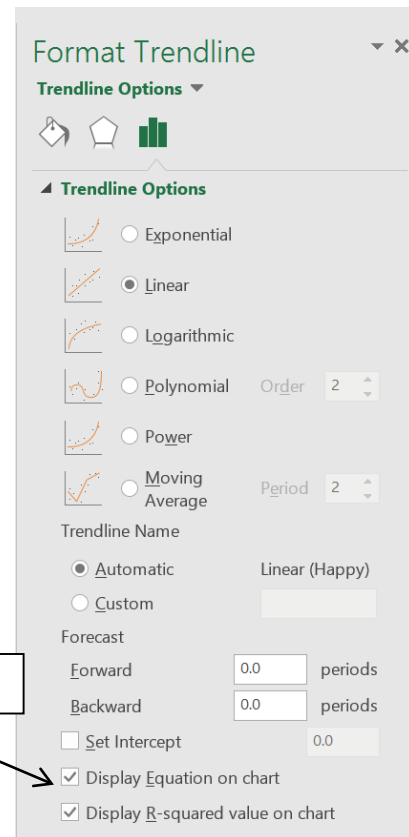 Format Trendline
Trendline Options
Trendline Options
Exponential
Linear
Logarithmic
Polynomial Order 2
Power
Moving
Average
Period 2
Trendline Name
Automatic Linear (Happy)
Custom
Forecast
Forward 0.0 periods
Backward 0.0 periods
Set Intercept 0.0
Display Equation on chart
Display R-squared value on chart